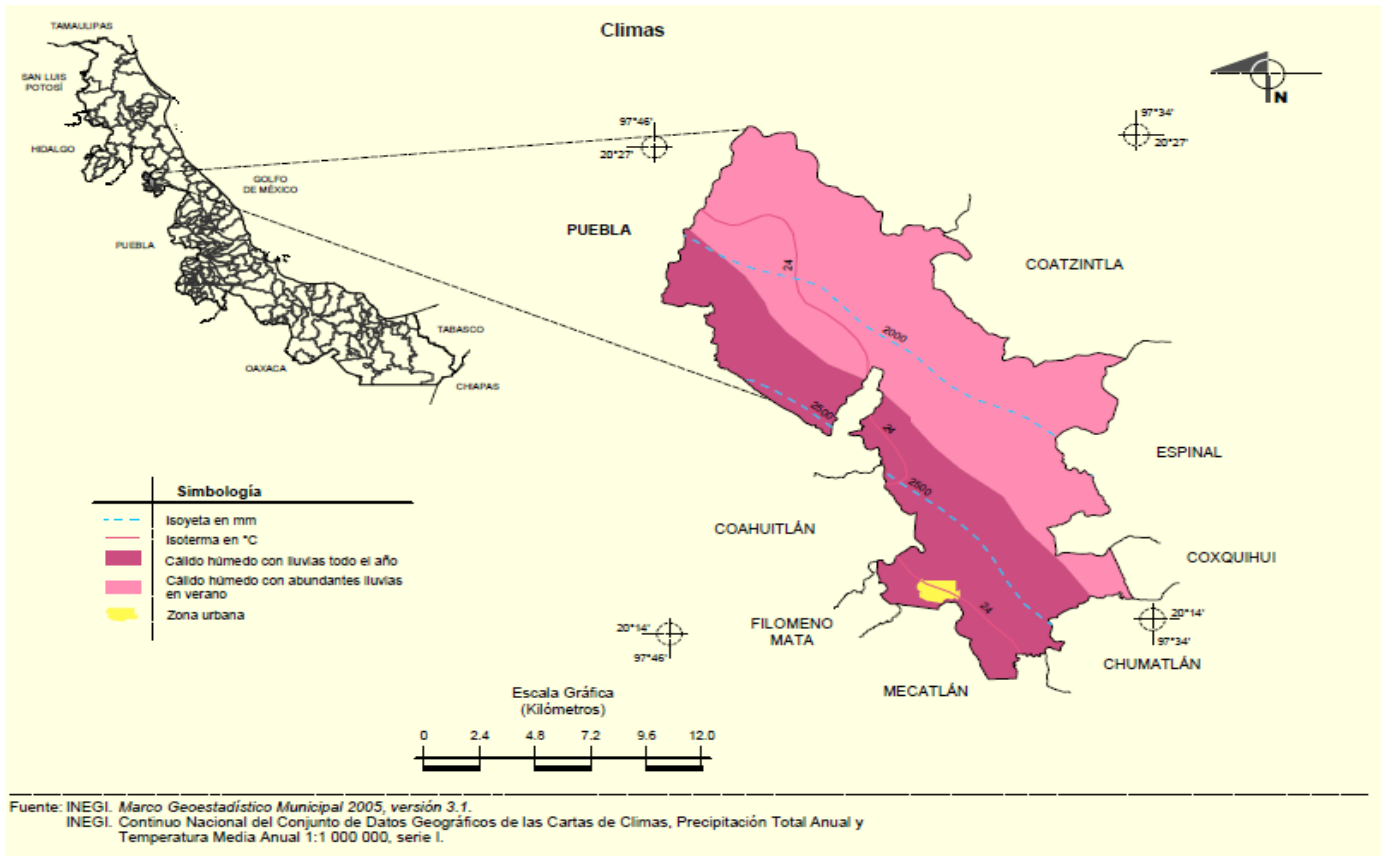 Climas
TAMAULIPAS
SAN LUIS
POTOSÍ
HIDALGO
GOLFO
DE MÉXICO
PUEBLA
TABASCO
OAXACA
CHIAPAS
N
97°46'
20°27'
97°34'
20°27'
PUEBLA
COATZINTLA
24
2000
2500
24
2500
ESPINAL
COAHUITLÁN
COXQUIHUI
24
FILOMENO
MATA
20°14'
97°46'
20°14'
97°34'
CHUMATLÁN
MECATLÁN
Simbología
Isoyeta en mm
Isoterma en °C
Cálido húmedo con lluvias todo el año
Cálido húmedo con abundantes lluvias
en verano
Zona urbana
Escala Gráfica
(Kilómetros)
0 2.4 4.8 7.2 9.6 12.0
Fuente: INEGI. Marco Geoestadístico Municipal 2005, versión 3.1.
INEGI. Continuo Nacional del Conjunto de Datos Geográficos de las Cartas de Climas, Precipitación Total Anual y
Temperatura Media Anual 1:1 000 000, serie I.